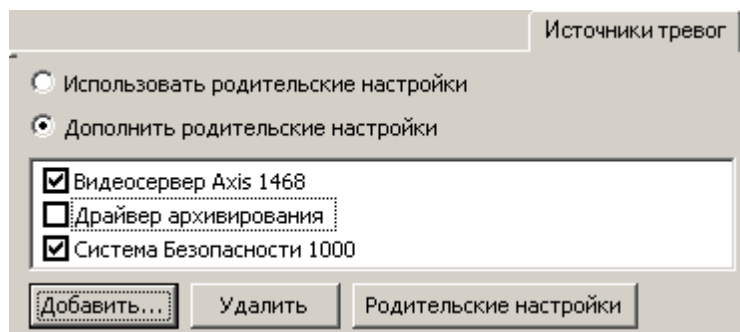 Источники тревог
Использовать родительские настройки
Дополнить родительские настройки
Видеосервер Axis 1468
Драйвер архивирования
Система Безопасности 1000
Добавить... Удалить Родительские настройки